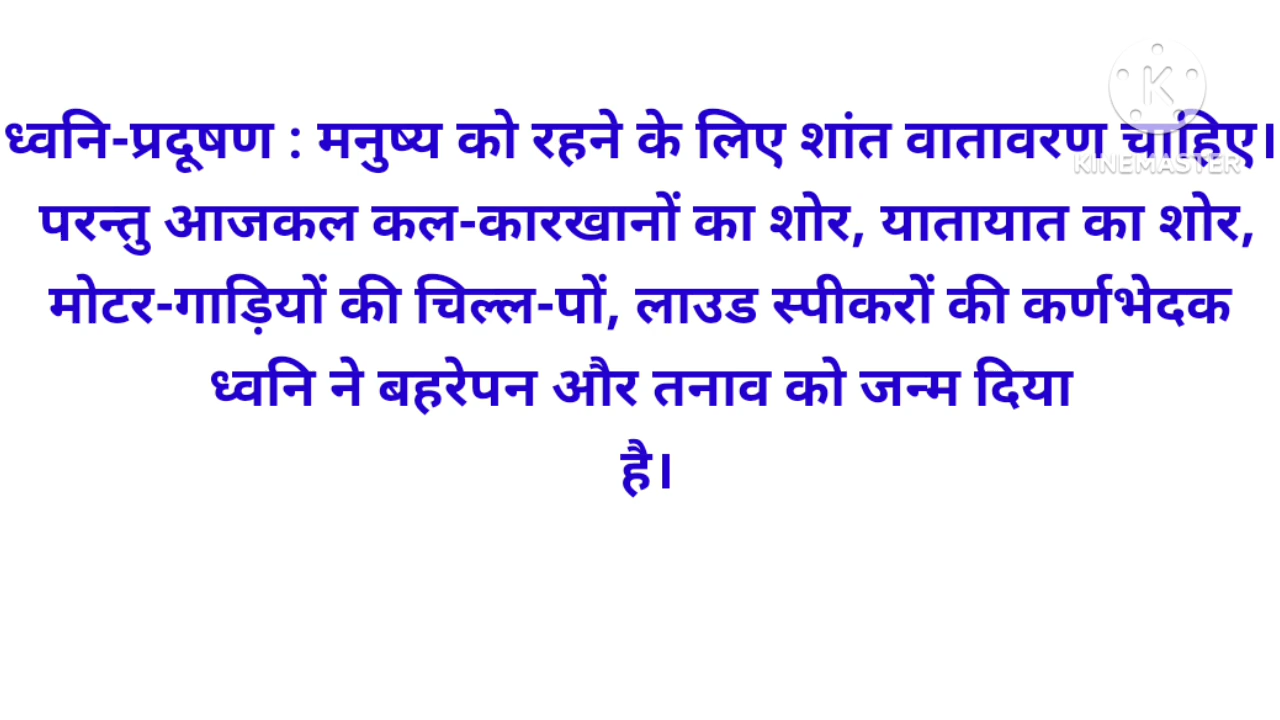 ध्वनि-प्रदूषण : मनुष्य को रहने के लिए शांत वातावरण चाहिए।
KINEMASTER
परन्तु आजकल कल-कारखानों का शोर, यातायात का शोर,
मोटर-गाड़ियों की चिल्ल-पों, लाउड स्पीकरों की कर्णभेदक
ध्वनि ने बहरेपन और तनाव को जन्म दिया
है।